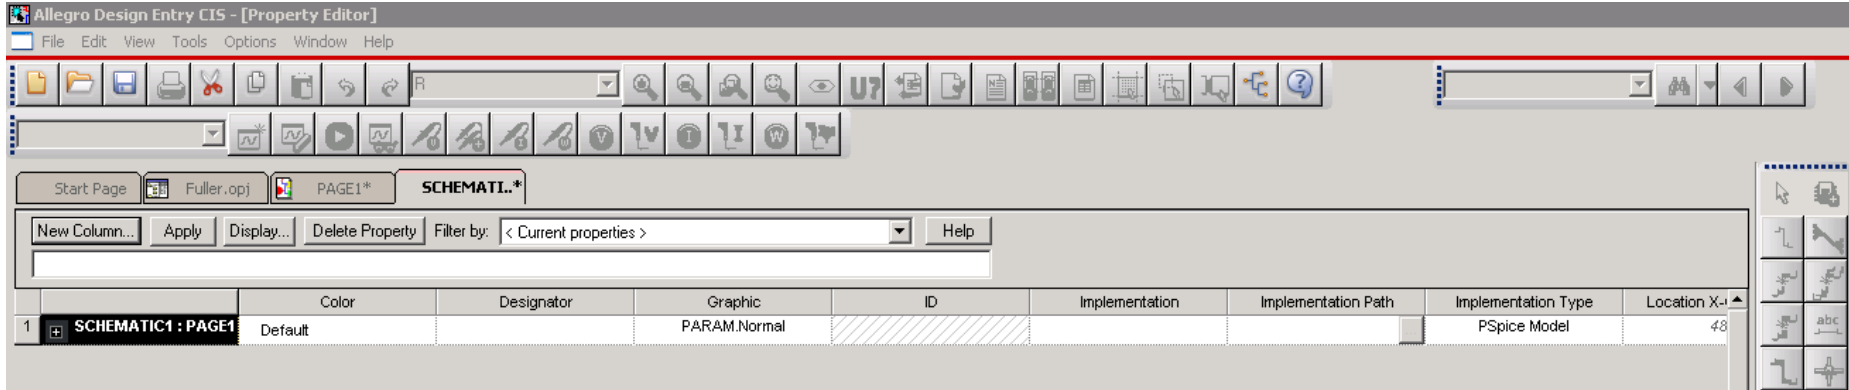 Allegro Design Entry CIS - [Property Editor]
File Edit View Tools Options Window Help
R
U?
V V I I W
Start Page Fuller.opj PAGE1* SCHEMATI..*
New Column... Apply Display... Delete Property Filter by: < Current properties > Help
Color Designator Graphic ID Implementation Implementation Path Implementation Type Location X-
1 SCHEMATIC1 : PAGE1 Default PARAM.Normal PSpice Model 48
abc